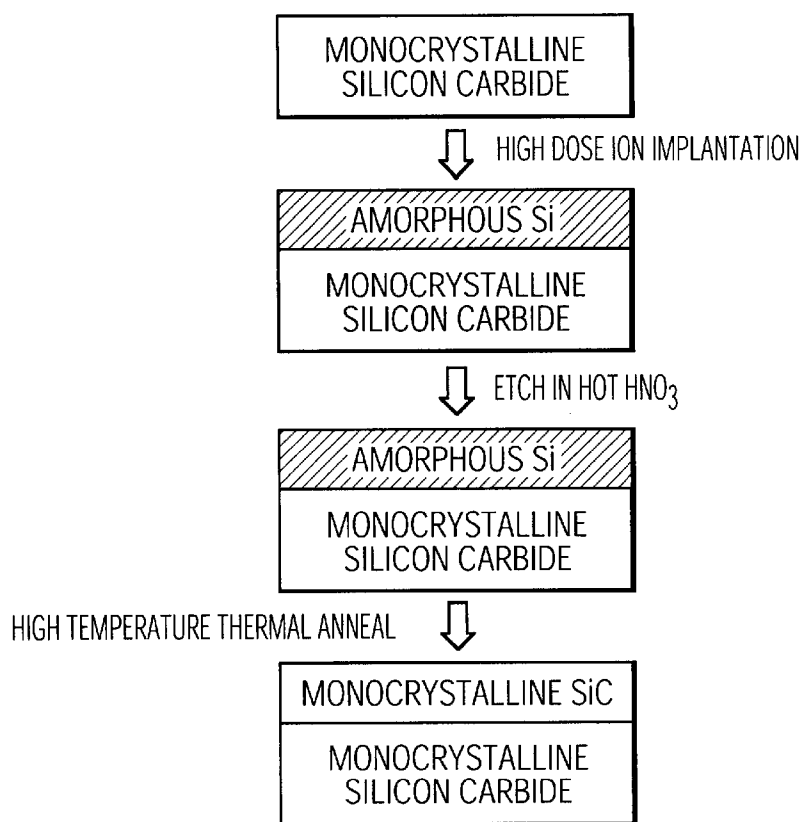 MONOCRYSTALLINE
SILICON CARBIDE
HIGH DOSE ION IMPLANTATION
AMORPHOUS Si
MONOCRYSTALLINE
SILICON CARBIDE
ETCH IN HOT HNO3
AMORPHOUS Si
MONOCRYSTALLINE
SILICON CARBIDE
HIGH TEMPERATURE THERMAL ANNEAL
MONOCRYSTALLINE SiC
MONOCRYSTALLINE
SILICON CARBIDE